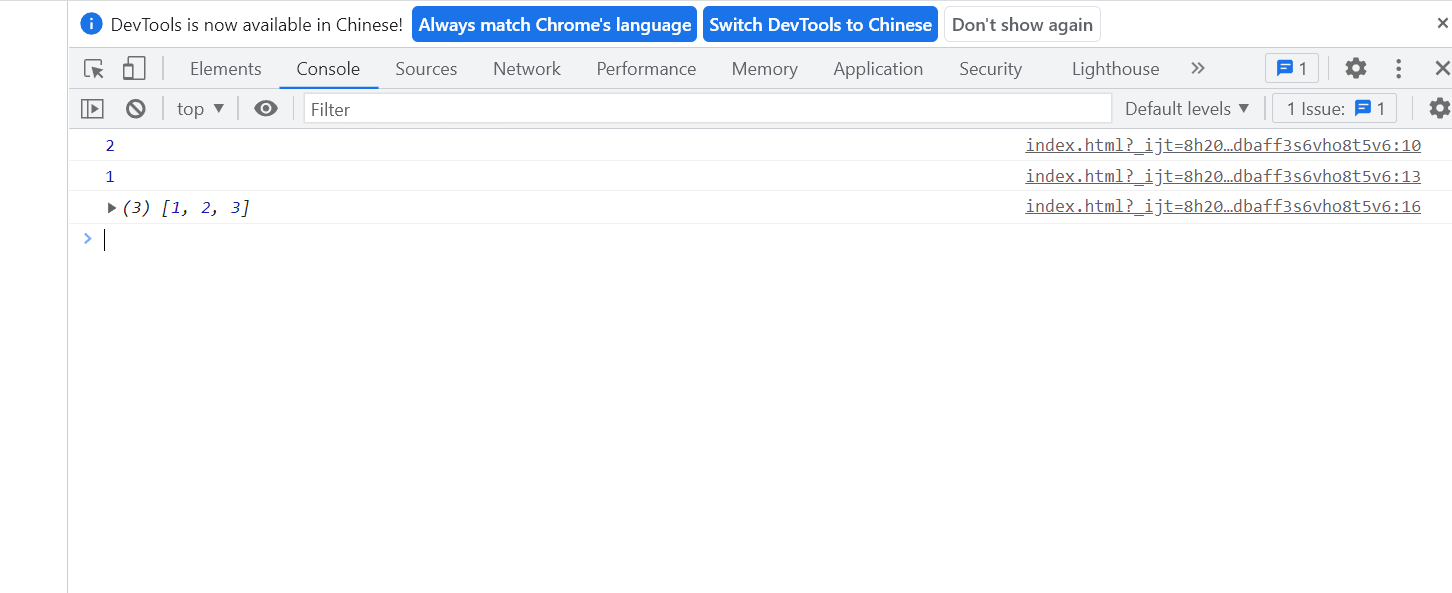 DevTools is now available in Chinese! Always match Chrome's language Switch DevTools to Chinese Don't show again
Elements Console Sources Network Performance Memory Application Security Lighthouse 1
top Filter Default levels 1 Issue: 1
2 index.html?_ijt=8h20…dbaff3s6vho8t5v6:10
1 index.html?_ijt=8h20…dbaff3s6vho8t5v6:13
(3) [1, 2, 3] index.html?_ijt=8h20…dbaff3s6vho8t5v6:16